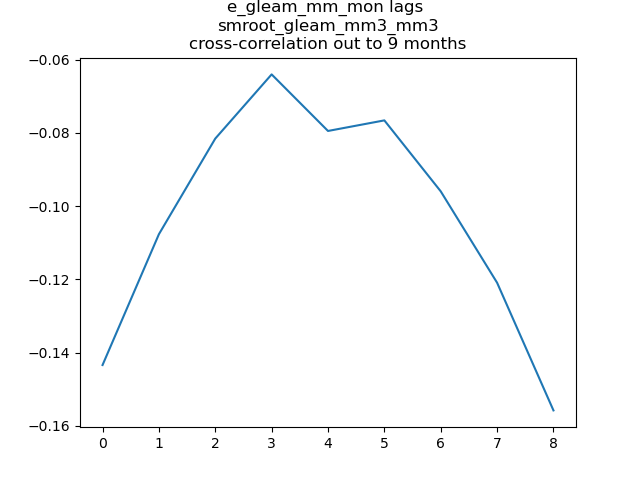 e_gleam_mm_mon lags
smroot_gleam_mm3_mm3
cross-correlation out to 9 months
−0.06
−0.08
−0.10
−0.12
−0.14
−0.16
0 1 2 3 4 5 6 7 8